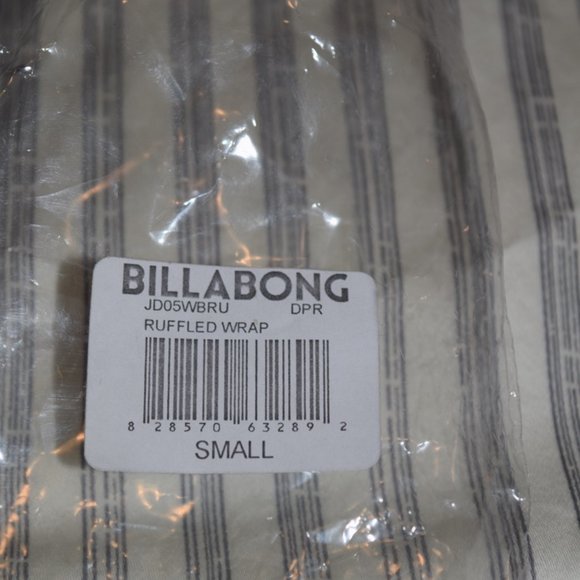 BILLABONG
JD05WBRU DPR
RUFFLED WRAP
8 28570 63289 2
SMALL